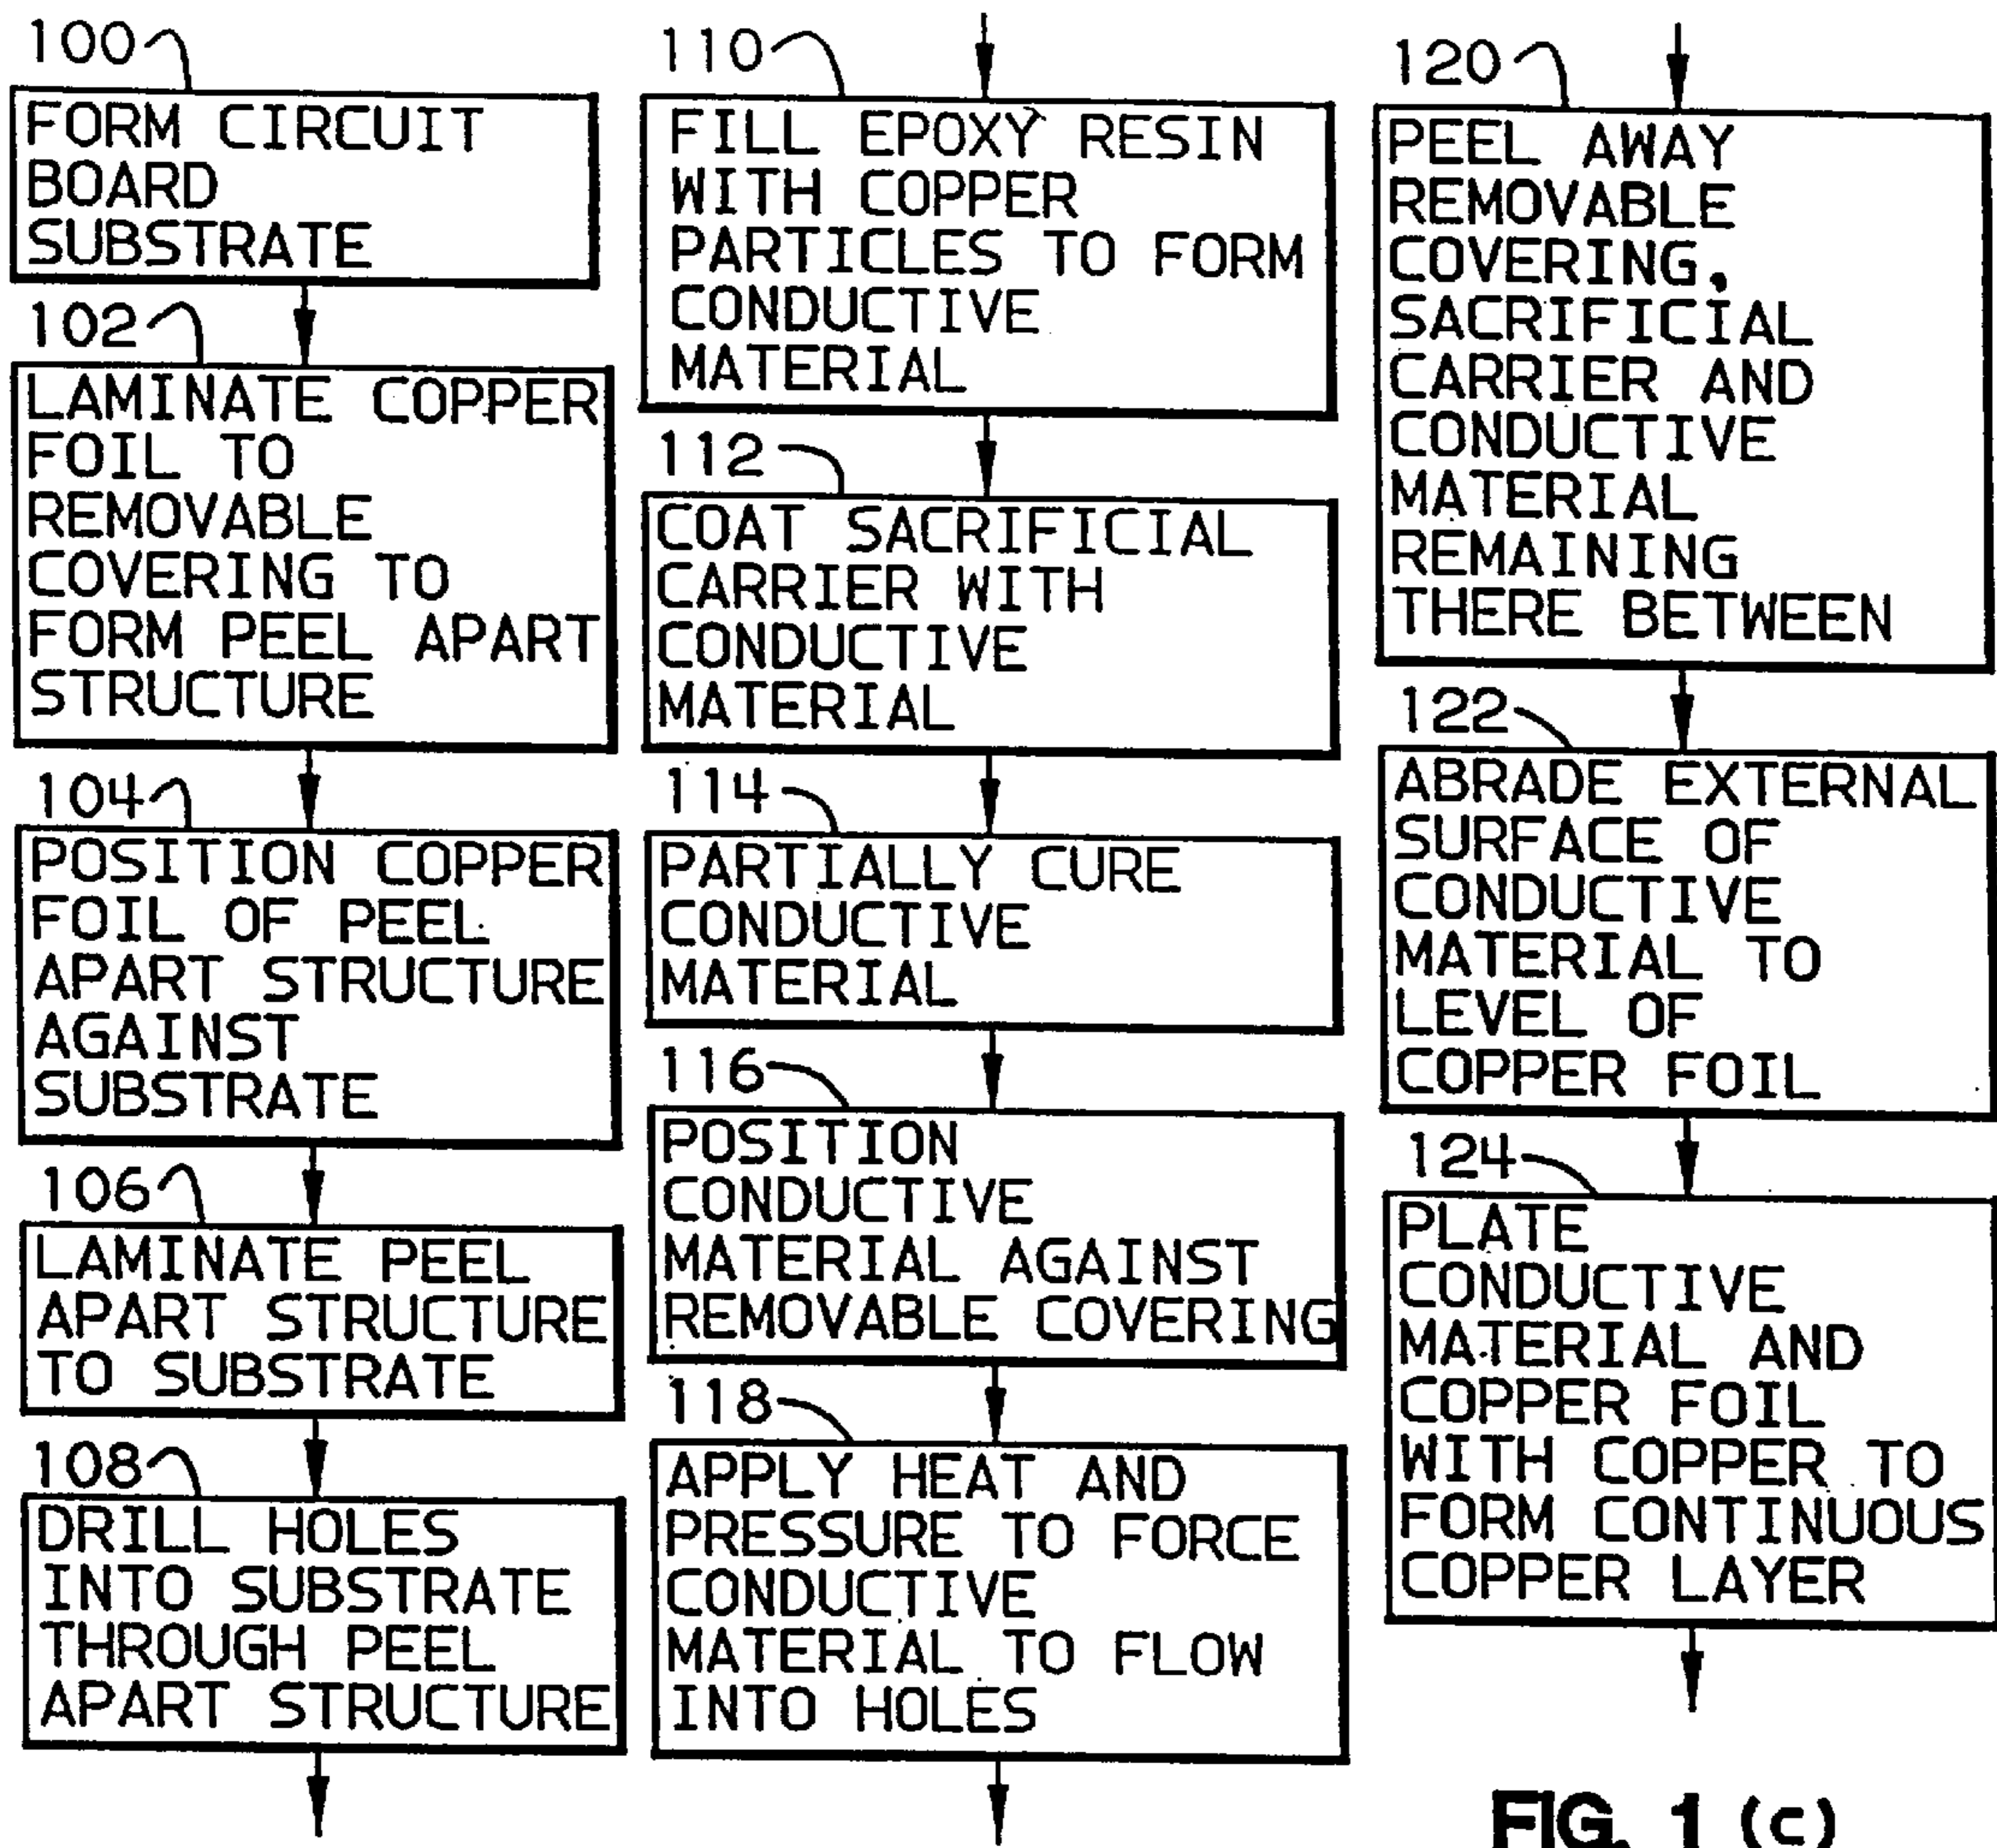 100
FORM CIRCUIT
BOARD
SUBSTRATE
102
LAMINATE COPPER
FOIL TO
REMOVABLE
COVERING TO
FORM PEEL APART
STRUCTURE
104
POSITION COPPER
FOIL OF PEEL
APART STRUCTURE
AGAINST
SUBSTRATE
106
LAMINATE PEEL
APART STRUCTURE
TO SUBSTRATE
108
DRILL HOLES
INTO SUBSTRATE
THROUGH PEEL
APART STRUCTURE
110
FILL EPOXY RESIN
WITH COPPER
PARTICLES TO FORM
CONDUCTIVE
MATERIAL
112
COAT SACRIFICIAL
CARRIER WITH
CONDUCTIVE
MATERIAL
114
PARTIALLY CURE
CONDUCTIVE
MATERIAL
116
POSITION
CONDUCTIVE
MATERIAL AGAINST
REMOVABLE COVERING
118
APPLY HEAT AND
PRESSURE TO FORCE
CONDUCTIVE
MATERIAL TO FLOW
INTO HOLES
120
PEEL AWAY
REMOVABLE
COVERING,
SACRIFICIAL
CARRIER AND
CONDUCTIVE
MATERIAL
REMAINING
THERE BETWEEN
122
ABRADE EXTERNAL
SURFACE OF
CONDUCTIVE
MATERIAL TO
LEVEL OF
COPPER FOIL
124
PLATE
CONDUCTIVE
MATERIAL AND
COPPER FOIL
WITH COPPER TO
FORM CONTINUOUS
COPPER LAYER
FIG. 1 (c)